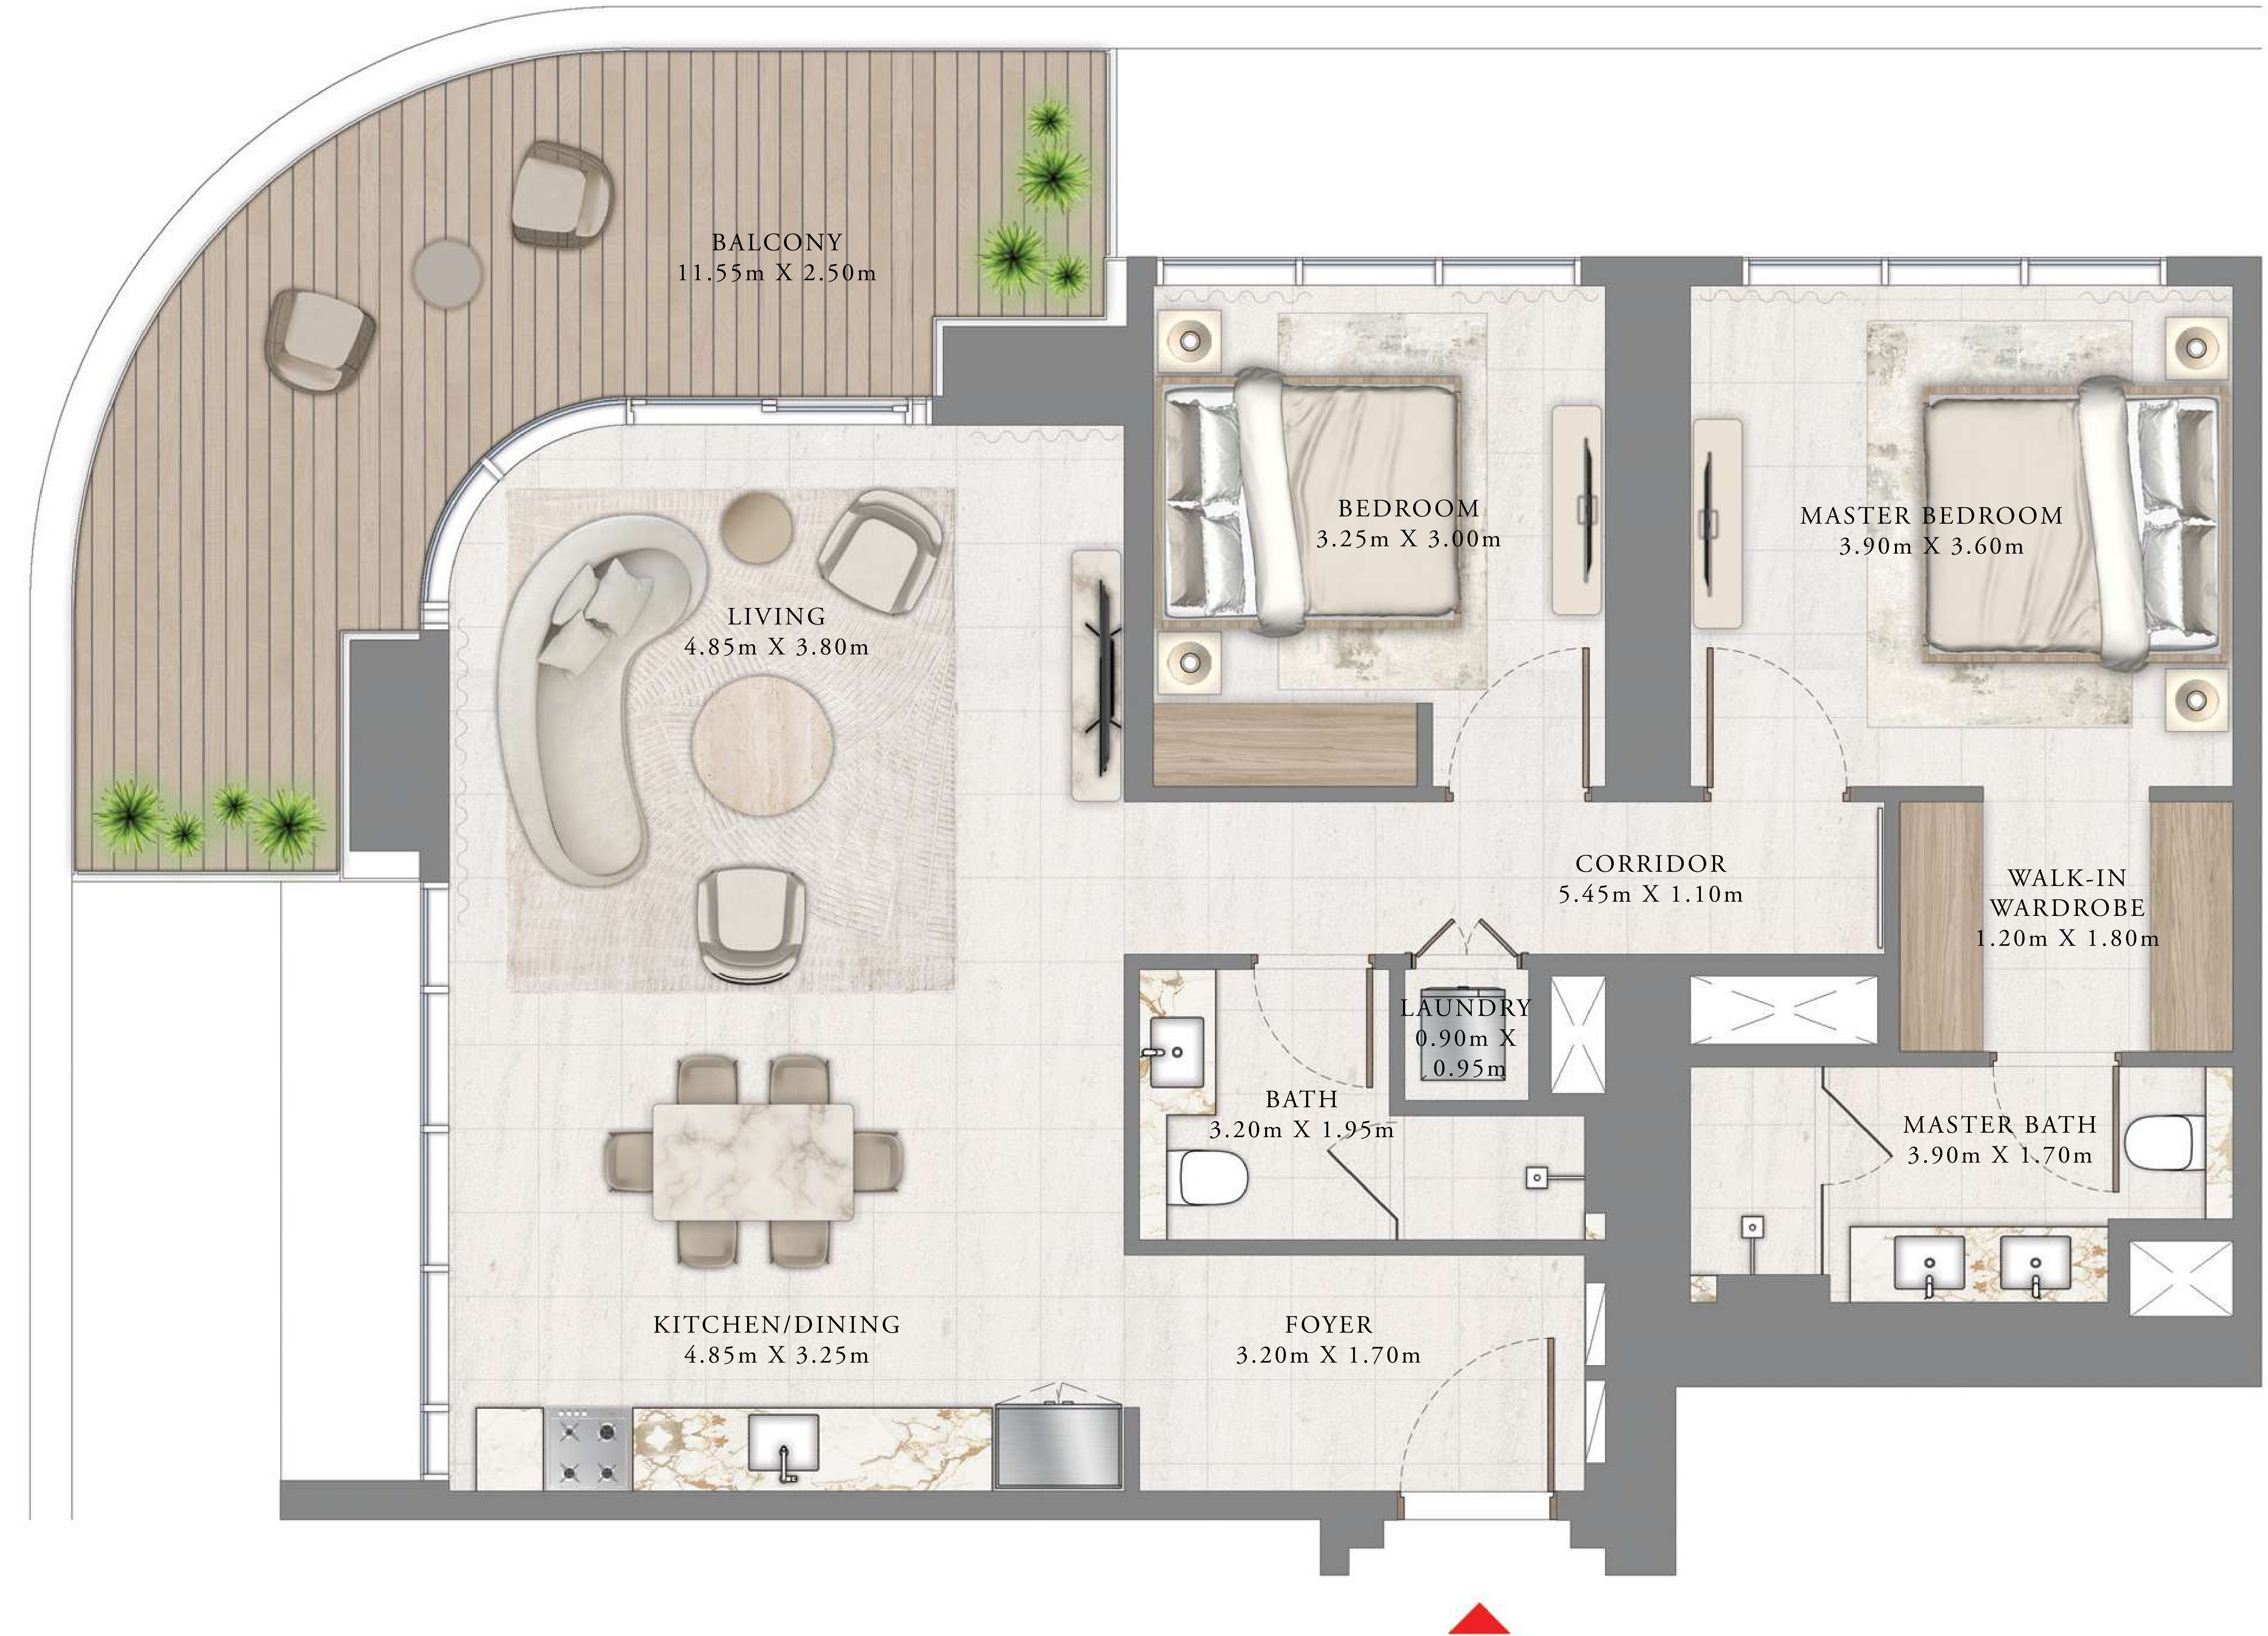 BALCONY
11.55m X 2.50m
BEDROOM
3.25m X 3.00m
MASTER BEDROOM
3.90m X 3.60m
LIVING
4.85m X 3.80m
CORRIDOR
5.45m X 1.10m
WALK-IN
WARDROBE
1.20m X 1.80m
LAUNDRY
0.90m X
0.95m
BATH
3.20m X 1.95m
MASTER BATH
3.90m X 1.70m
KITCHEN/DINING
4.85m X 3.25m
FOYER
3.20m X 1.70m